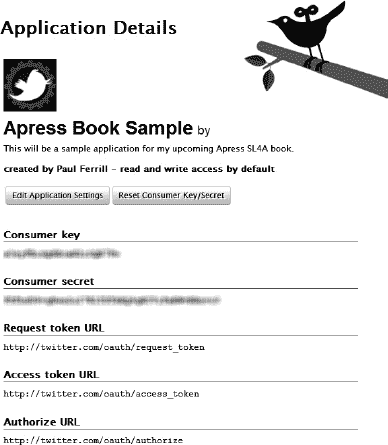 Application Details
Apress Book Sample by
This will be a sample application for my upcoming Apress SL4A book.
created by Paul Ferrill – read and write access by default
Edit Application Settings Reset Consumer Key/Secret
Consumer key
Consumer secret
Request token URL
http://twitter.com/oauth/request_token
Access token URL
http://twitter.com/oauth/access_token
Authorize URL
http://twitter.com/oauth/authorize